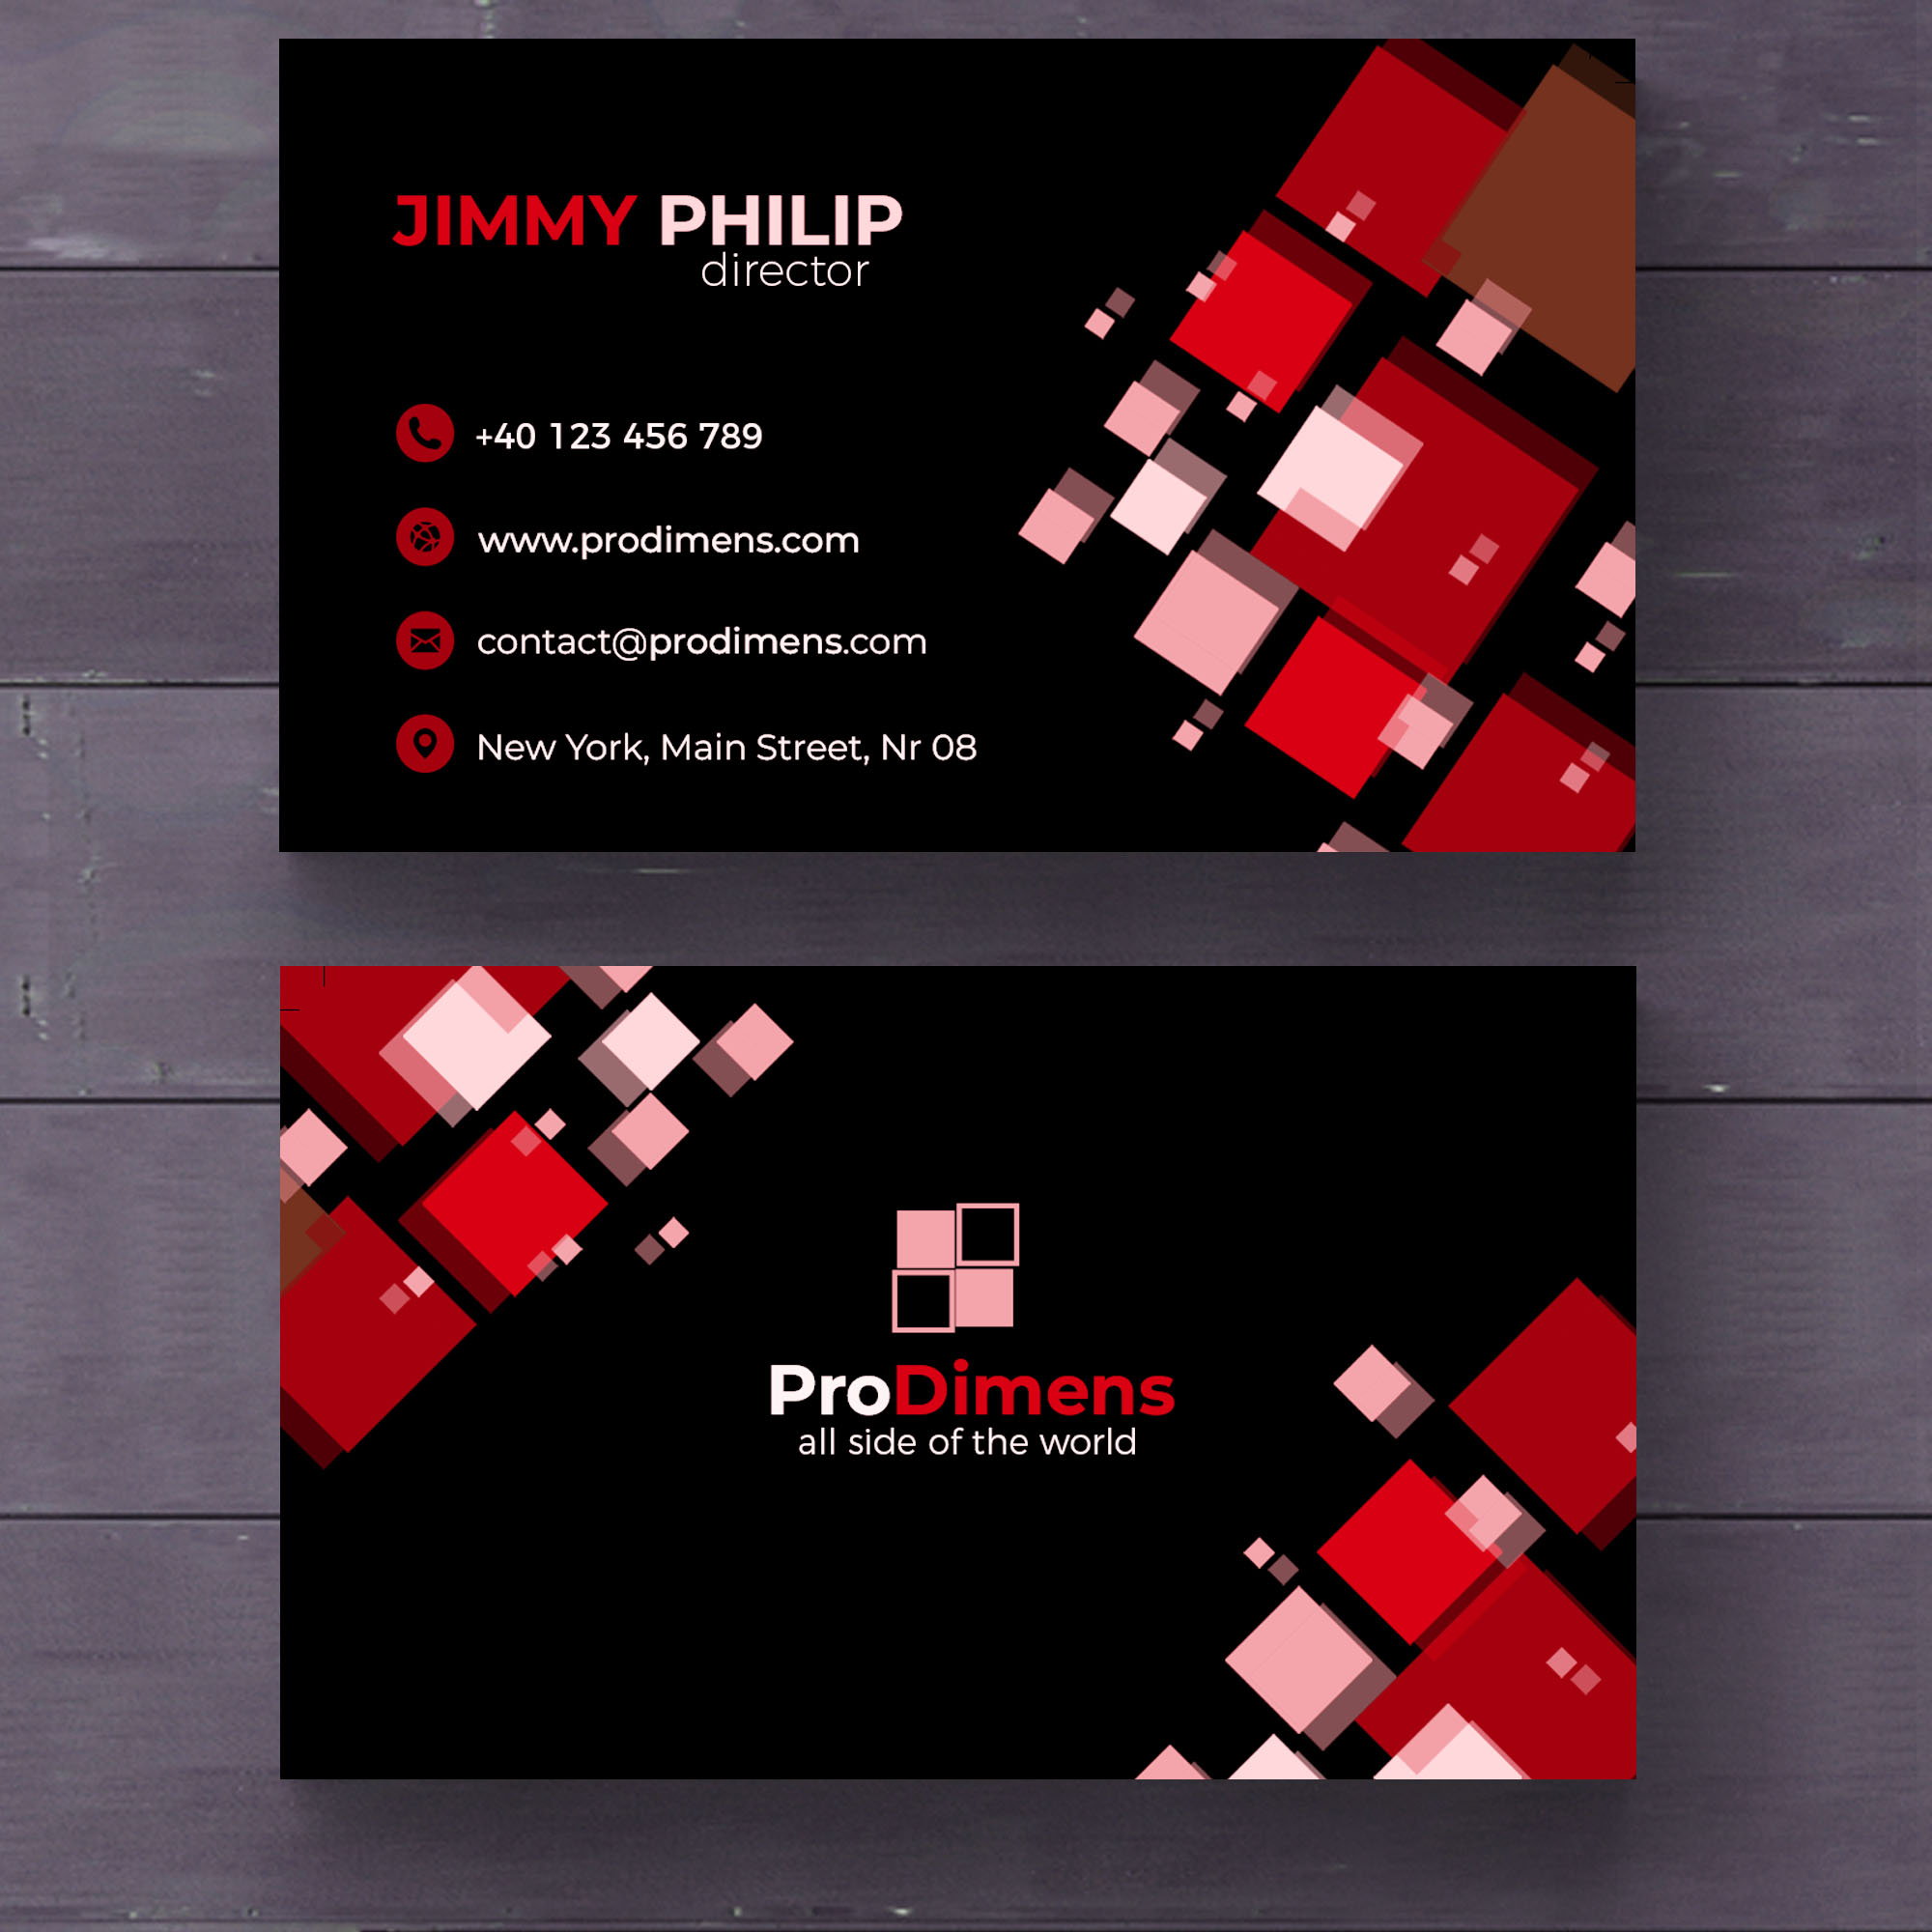 JIMMY PHILIP
director
+40 123 456 789
www.prodimens.com
contact@prodimens.com
New York, Main Street, Nr 08
ProDimens
all side of the world